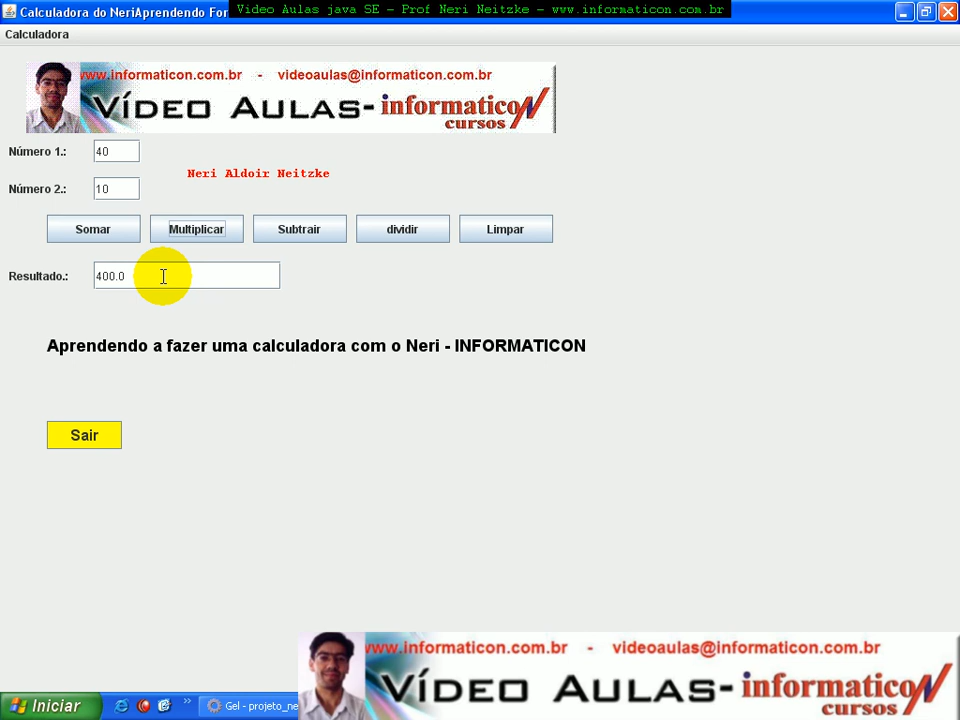 Calculadora do NeriAprendendo For
Video Aulas java SE - Prof Neri Neitzke - www.informaticon.com.br
Calculadora
www.informaticon.com.br - videoaulas@informaticon.com.br
VÍDEO AULAS- informaticoN
cursos
Número 1.: 40
Neri Aldoir Neitzke
Número 2.: 10
Somar Multiplicar Subtrair dividir Limpar
Resultado.: 400.0
Aprendendo a fazer uma calculadora com o Neri - INFORMATICON
Sair
www.informaticon.com.br - videoaulas@informaticon.com.br
VÍDEO AULAS- informaticoN
cursos
Iniciar » Gel - projeto_ne